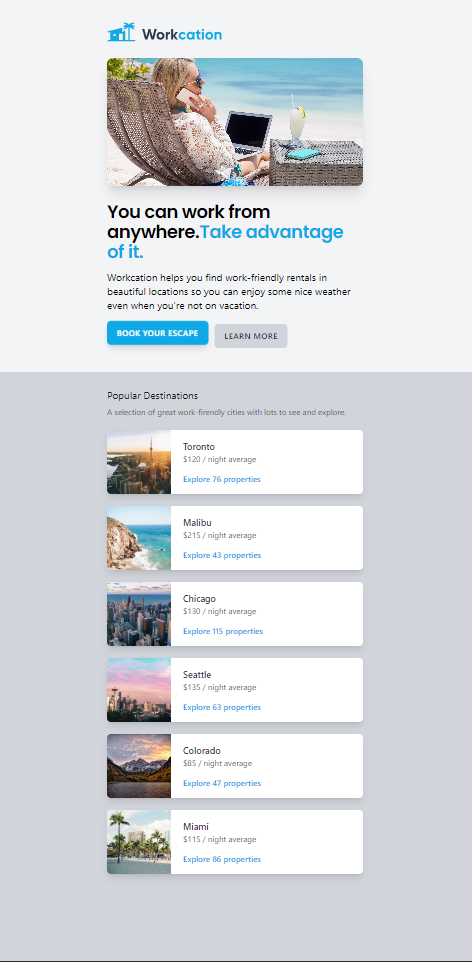 Workcation
You can work from
anywhere.Take advantage
of it.
Workcation helps you find work-friendly rentals in
beautiful locations so you can enjoy some nice weather
even when you're not on vacation.
BOOK YOUR ESCAPE
LEARN MORE
Popular Destinations
A selection of great work-firendly cities with lots to see and explore.
Toronto
$120 / night average
Explore 76 properties
Malibu
$215 / night average
Explore 43 properties
Chicago
$130 / night average
Explore 115 properties
Seattle
$135 / night average
Explore 63 properties
Colorado
$85 / night average
Explore 47 properties
Miami
$115 / night average
Explore 86 properties